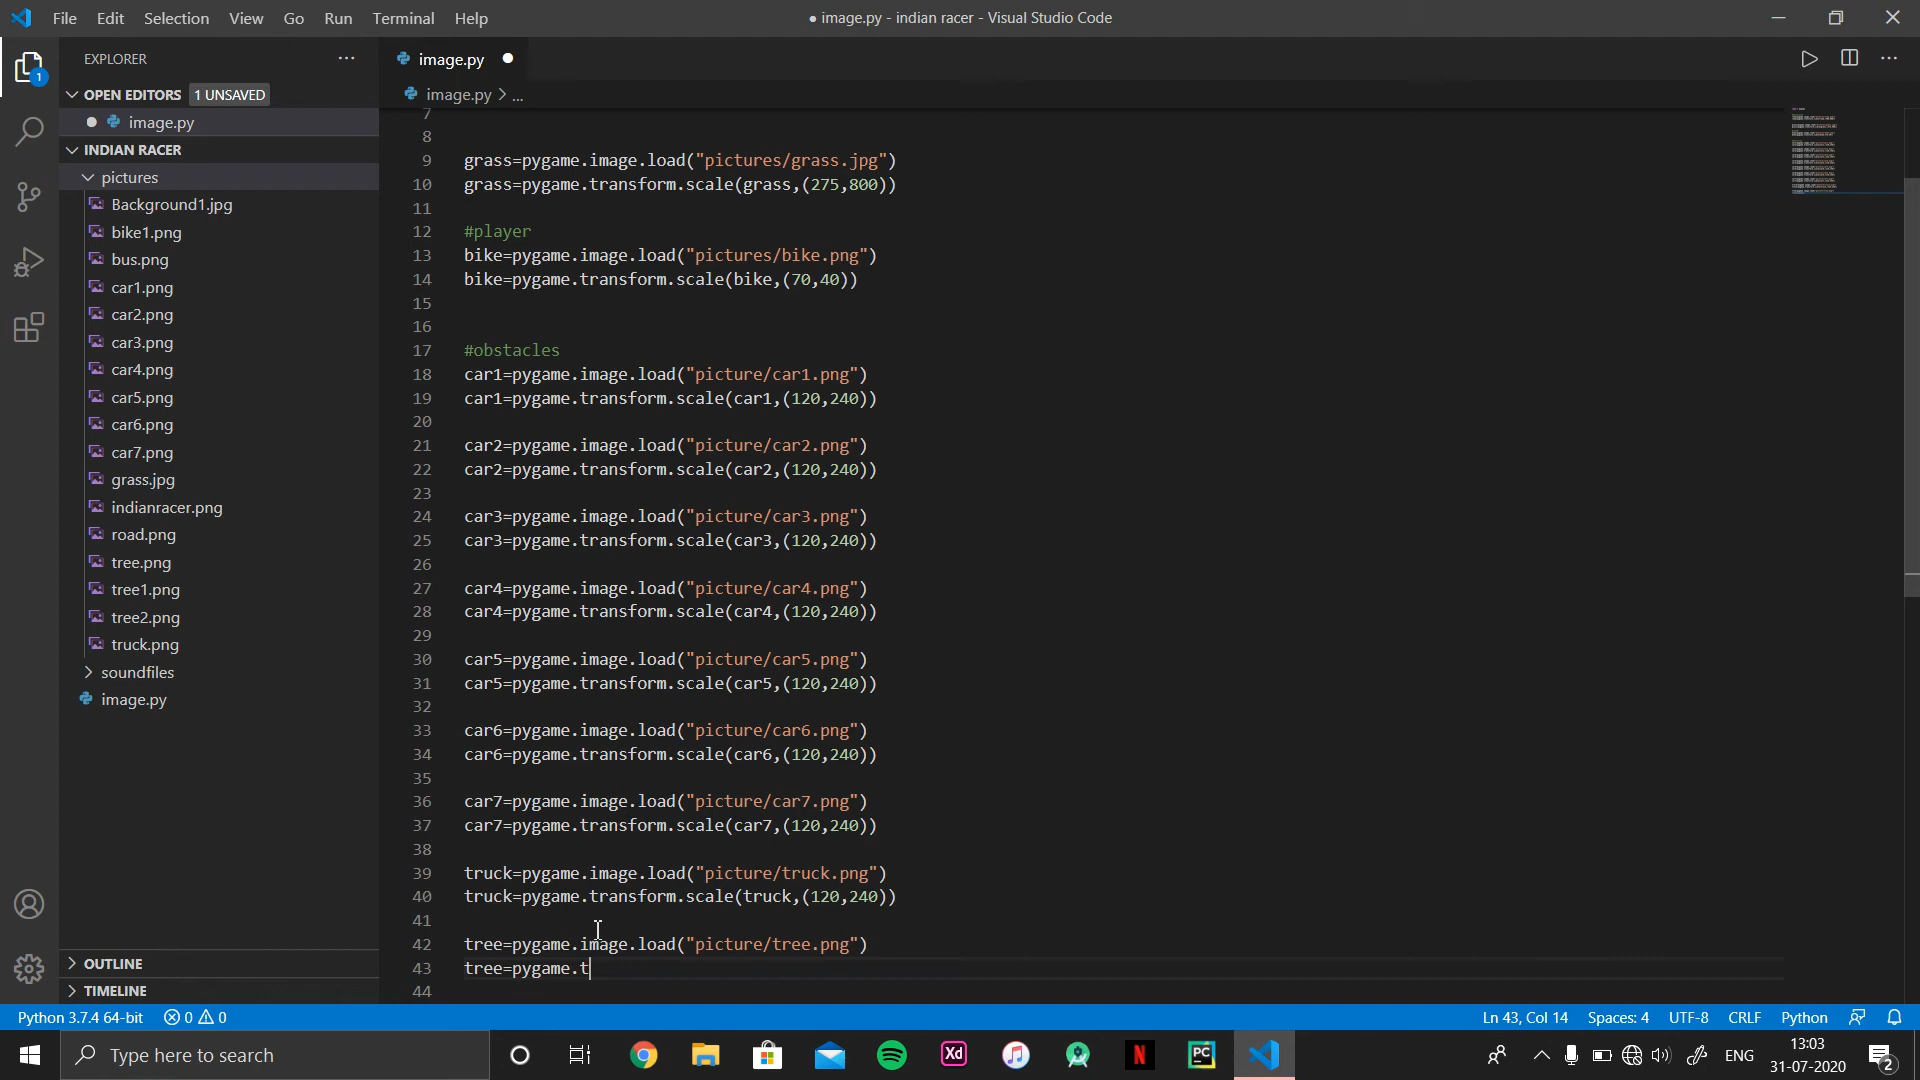 File Edit Selection View Go Run Terminal Help
● image.py - indian racer - Visual Studio Code
EXPLORER
OPEN EDITORS 1 UNSAVED
image.py
INDIAN RACER
pictures
Background1.jpg
bike1.png
bus.png
car1.png
car2.png
car3.png
car4.png
car5.png
car6.png
car7.png
grass.jpg
indianracer.png
road.png
tree.png
tree1.png
tree2.png
truck.png
soundfiles
image.py
OUTLINE
TIMELINE
1
image.py
image.py > ...
7
8
9 grass=pygame.image.load("pictures/grass.jpg")
10 grass=pygame.transform.scale(grass,(275,800))
11
12 #player
13 bike=pygame.image.load("pictures/bike.png")
14 bike=pygame.transform.scale(bike,(70,40))
15
16
17 #obstacles
18 car1=pygame.image.load("picture/car1.png")
19 car1=pygame.transform.scale(car1,(120,240))
20
21 car2=pygame.image.load("picture/car2.png")
22 car2=pygame.transform.scale(car2,(120,240))
23
24 car3=pygame.image.load("picture/car3.png")
25 car3=pygame.transform.scale(car3,(120,240))
26
27 car4=pygame.image.load("picture/car4.png")
28 car4=pygame.transform.scale(car4,(120,240))
29
30 car5=pygame.image.load("picture/car5.png")
31 car5=pygame.transform.scale(car5,(120,240))
32
33 car6=pygame.image.load("picture/car6.png")
34 car6=pygame.transform.scale(car6,(120,240))
35
36 car7=pygame.image.load("picture/car7.png")
37 car7=pygame.transform.scale(car7,(120,240))
38
39 truck=pygame.image.load("picture/truck.png")
40 truck=pygame.transform.scale(truck,(120,240))
41
42 tree=pygame.image.load("picture/tree.png")
43 tree=pygame.t
44
Python 3.7.4 64-bit 0 0
Ln 43, Col 14 Spaces: 4 UTF-8 CRLF Python
Type here to search
Xd
N
PC
ENG
13:03
31-07-2020
2